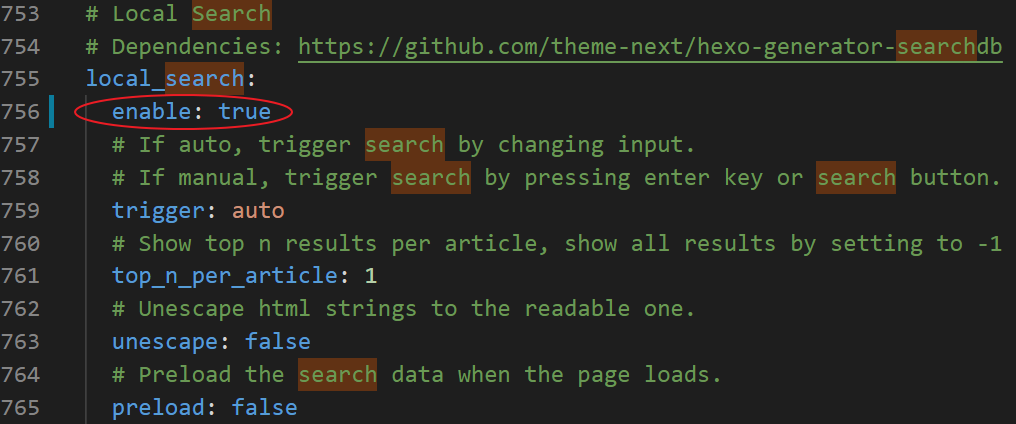 753 # Local Search
754 # Dependencies: https://github.com/theme-next/hexo-generator-searchdb
755 local_search:
756 enable: true
757 # If auto, trigger search by changing input.
758 # If manual, trigger search by pressing enter key or search button.
759 trigger: auto
760 # Show top n results per article, show all results by setting to -1
761 top_n_per_article: 1
762 # Unescape html strings to the readable one.
763 unescape: false
764 # Preload the search data when the page loads.
765 preload: false